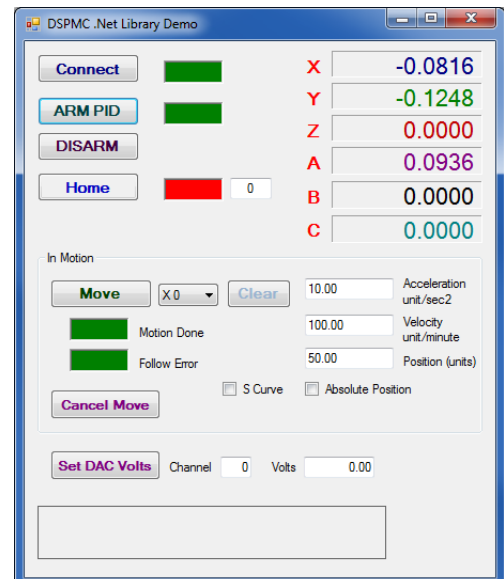 DSPMC .Net Library Demo
Connect X -0.0816
ARM PID Y -0.1248
DISARM Z 0.0000
A 0.0936
Home 0 B 0.0000
C 0.0000
In Motion
Move X 0 Clear 10.00 Acceleration
unit/sec2
Motion Done 100.00 Velocity
unit/minute
Follow Error 50.00 Position (units)
S Curve Absolute Position
Cancel Move
Set DAC Volts Channel 0 Volts 0.00